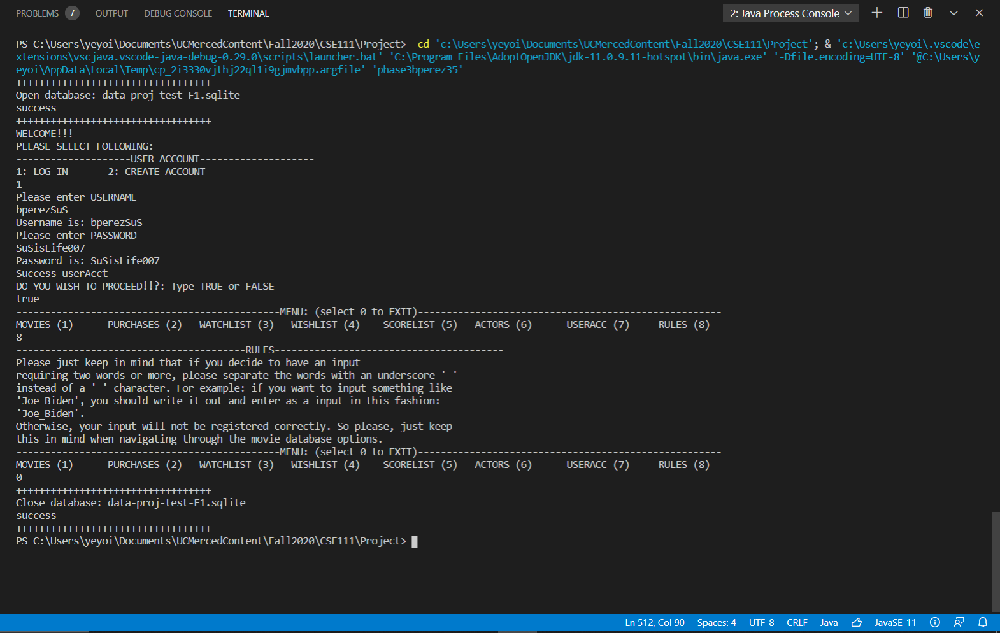 PROBLEMS 7 OUTPUT DEBUG CONSOLE TERMINAL 2: Java Process Console
PS C:\Users\yeyoi\Documents\UCMercedContent\Fall2020\CSE111\Project>  cd 'c:\Users\yeyoi\Documents\UCMercedContent\Fall2020\CSE111\Project'; & 'c:\Users\yeyoi\.vscode\e
xtensions\vscjava.vscode-java-debug-0.29.0\scripts\launcher.bat' 'C:\Program Files\AdoptOpenJDK\jdk-11.0.9.11-hotspot\bin\java.exe' '-Dfile.encoding=UTF-8' '@C:\Users\y
eyoi\AppData\Local\Temp\cp_2i3330vjthj22ql1i9gjmvbpp.argfile' 'phase3bperez35'
++++++++++++++++++++++++++++++++++
Open database: data-proj-test-F1.sqlite
success
++++++++++++++++++++++++++++++++++
WELCOME!!!
PLEASE SELECT FOLLOWING:
--------------------USER ACCOUNT--------------------
1: LOG IN       2: CREATE ACCOUNT
1
Please enter USERNAME
bperezSuS
Username is: bperezSuS
Please enter PASSWORD
SuSisLife007
Password is: SuSisLife007
Success userAcct
DO YOU WISH TO PROCEED!!?: Type TRUE or FALSE
true
----------------------------------------------MENU: (select 0 to EXIT)-----------------------------------------------------
MOVIES (1)      PURCHASES (2)   WATCHLIST (3)   WISHLIST (4)    SCORELIST (5)   ACTORS (6)      USERACC (7)     RULES (8)
8
----------------------------------------RULES----------------------------------------
Please just keep in mind that if you decide to have an input
requiring two words or more, please separate the words with an underscore '_'
instead of a ' ' character. For example: if you want to input something like
'Joe Biden', you should write it out and enter as a input in this fashion:
'Joe_Biden'.
Otherwise, your input will not be registered correctly. So please, just keep
this in mind when navigating through the movie database options.
----------------------------------------------MENU: (select 0 to EXIT)-----------------------------------------------------
MOVIES (1)      PURCHASES (2)   WATCHLIST (3)   WISHLIST (4)    SCORELIST (5)   ACTORS (6)      USERACC (7)     RULES (8)
0
++++++++++++++++++++++++++++++++++
Close database: data-proj-test-F1.sqlite
success
++++++++++++++++++++++++++++++++++
PS C:\Users\yeyoi\Documents\UCMercedContent\Fall2020\CSE111\Project>
Ln 512, Col 90 Spaces: 4 UTF-8 CRLF Java JavaSE-11